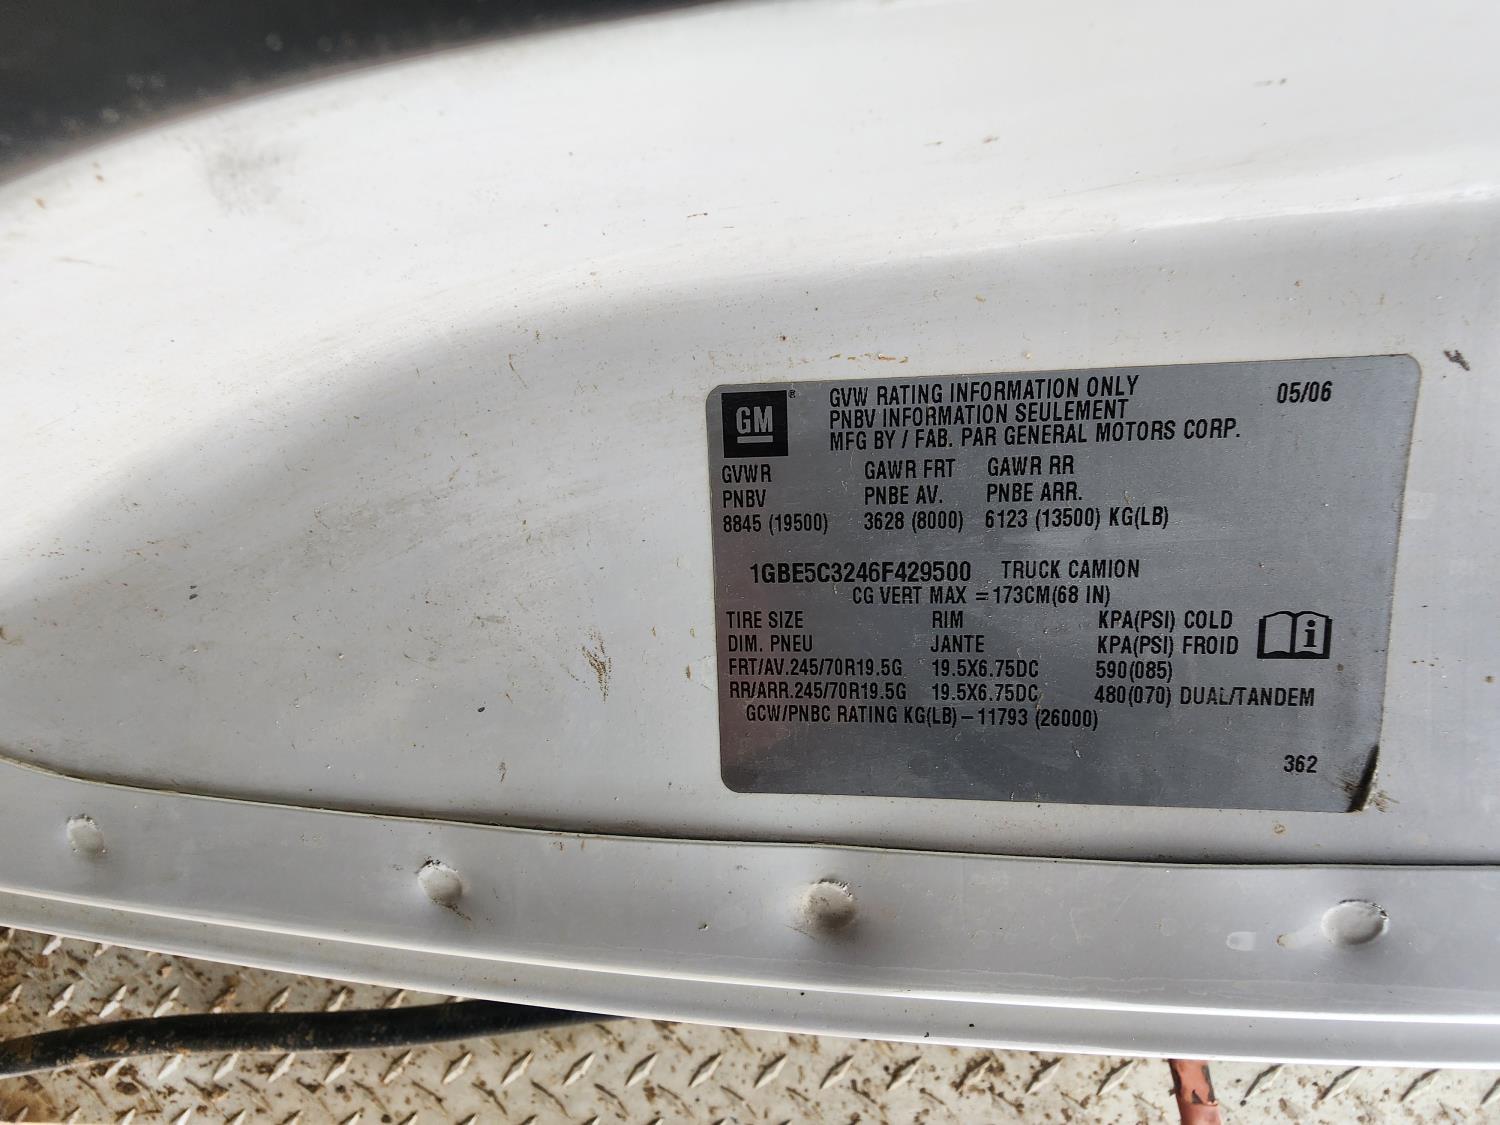 GM ®
GVW RATING INFORMATION ONLY 05/06
PNBV INFORMATION SEULEMENT
MFG BY / FAB. PAR GENERAL MOTORS CORP.
GVWR GAWR FRT GAWR RR
PNBV PNBE AV. PNBE ARR.
8845 (19500) 3628 (8000) 6123 (13500) KG(LB)
1GBE5C3246F429500 TRUCK CAMION
CG VERT MAX =173CM(68 IN)
TIRE SIZE RIM KPA(PSI) COLD
DIM. PNEU JANTE KPA(PSI) FROID
FRT/AV.245/70R19.5G 19.5X6.75DC 590(085)
RR/ARR.245/70R19.5G 19.5X6.75DC 480(070) DUAL/TANDEM
GCW/PNBC RATING KG(LB)–11793 (26000)
362